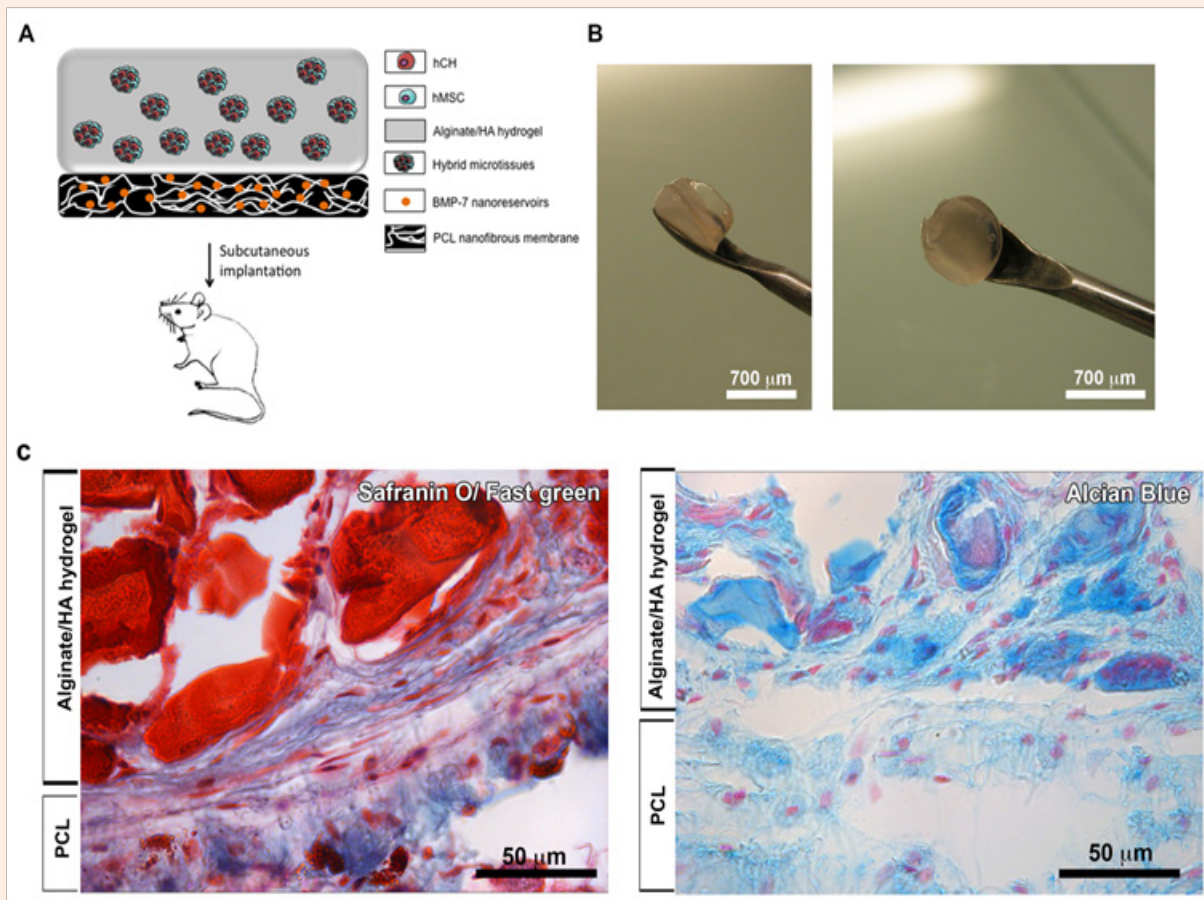 A
hCH
hMSC
Alginate/HA hydrogel
Hybrid microtissues
BMP-7 nanoreservoirs
PCL nanofibrous membrane
Subcutaneous
implantation
B
700 μm
700 μm
C
Alginate/HA hydrogel
PCL
Safranin O/ Fast green
50 μm
Alginate/HA hydrogel
PCL
Alcian Blue
50 μm